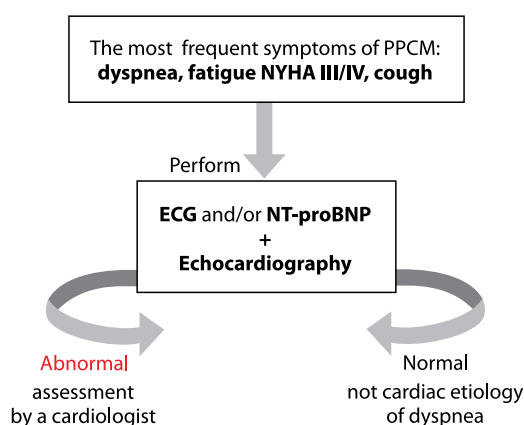 The most frequent symptoms of PPCM:
dyspnea, fatigue NYHA III/IV, cough
Perform
ECG and/or NT-proBNP
+
Echocardiography
Abnormal
assessment
by a cardiologist
Normal
not cardiac etiology
of dyspnea